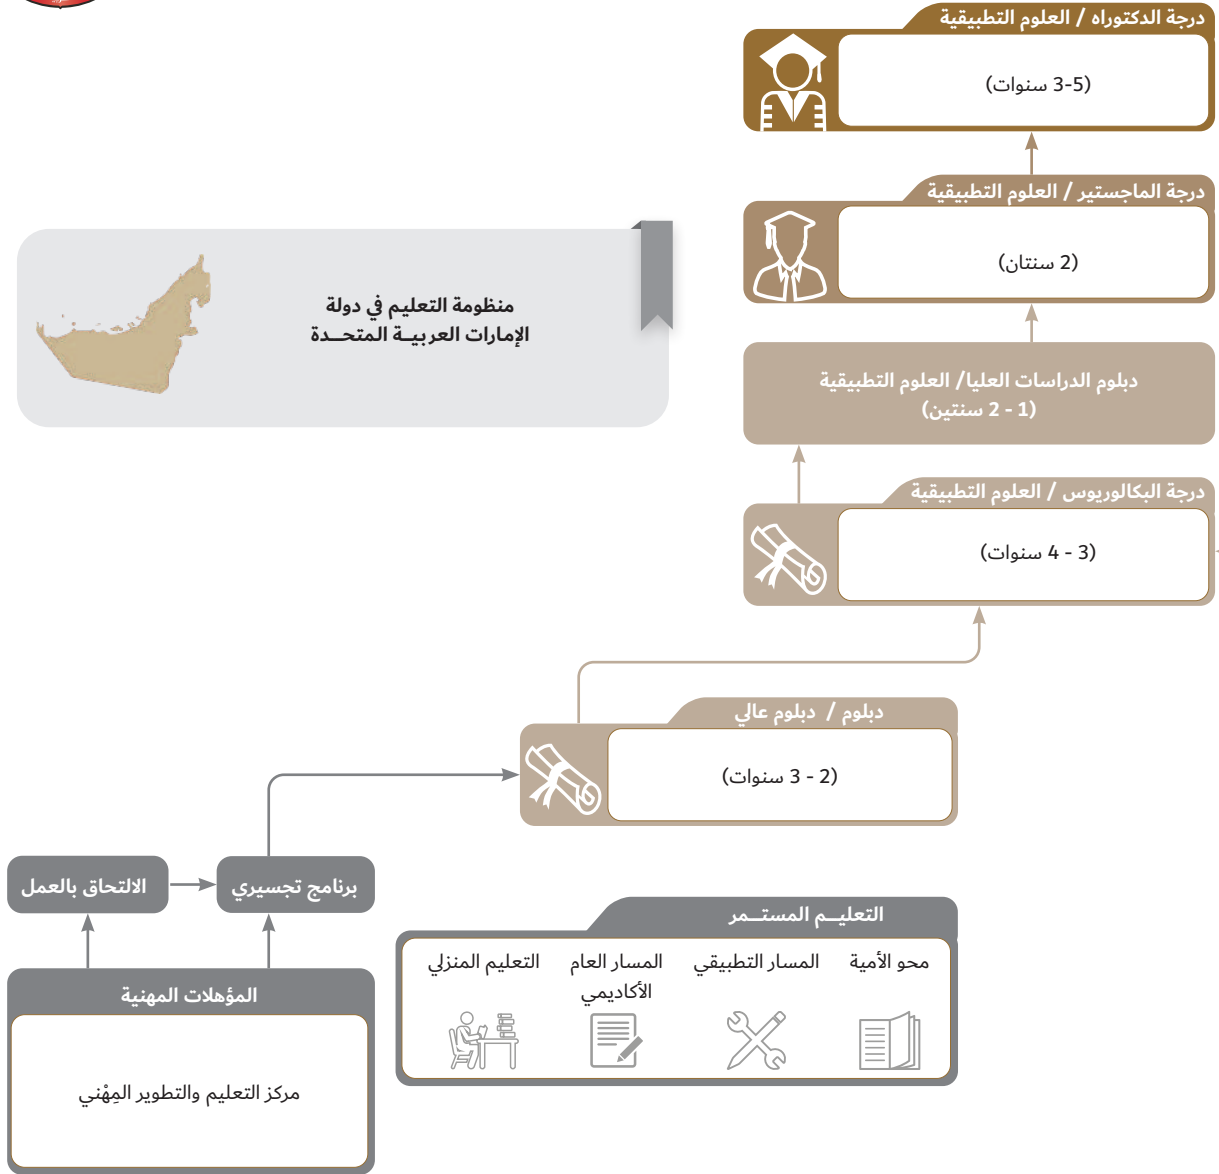 درجة الدكتوراه / العلوم التطبيقية
(3-5 سنوات)
درجة الماجستير / العلوم التطبيقية
(2 سنتان)
منظومة التعليم في دولة
الإمارات العربيــة المتحــدة
دبلوم الدراسات العليا/ العلوم التطبيقية
(1 - 2 سنتين)
درجة البكالوريوس / العلوم التطبيقية
(3 - 4 سنوات)
دبلوم / دبلوم عالي
(2 - 3 سنوات)
برنامج تجسيري
الالتحاق بالعمل
التعليــم المستــمر
محو الأمية
المسار التطبيقي
المسار العام
الأكاديمي
التعليم المنزلي
المؤهلات المهنية
مركز التعليم والتطوير المِهْني